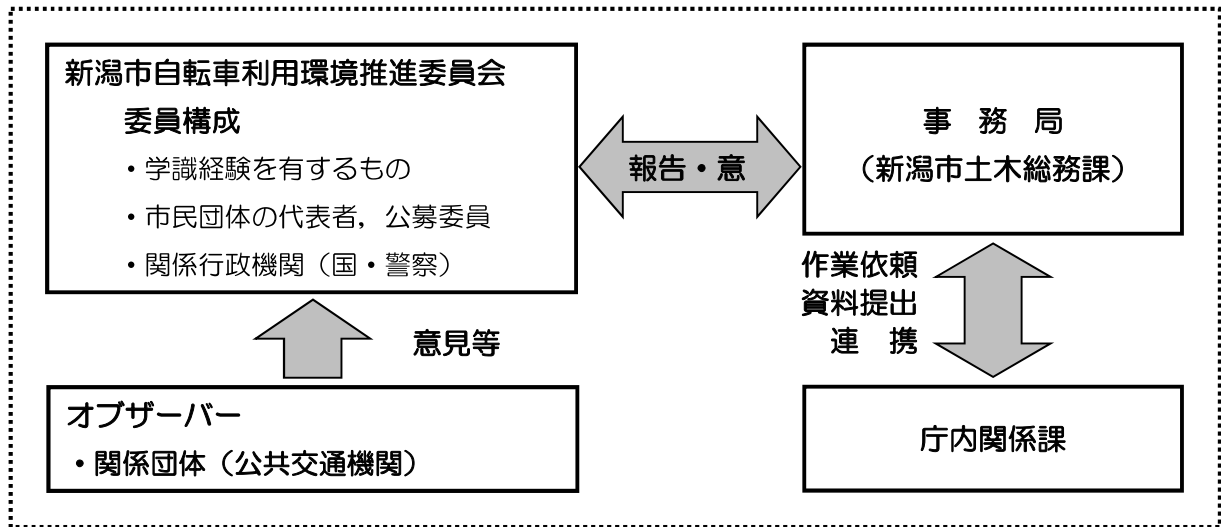 新潟市自転車利用環境推進委員会
委員構成
・学識経験を有するもの
・市民団体の代表者，公募委員
・関係行政機関（国・警察）
報告・意
事　務　局
（新潟市土木総務課）
意見等
作業依頼
資料提出
連　携
オブザーバー
・関係団体（公共交通機関）
庁内関係課